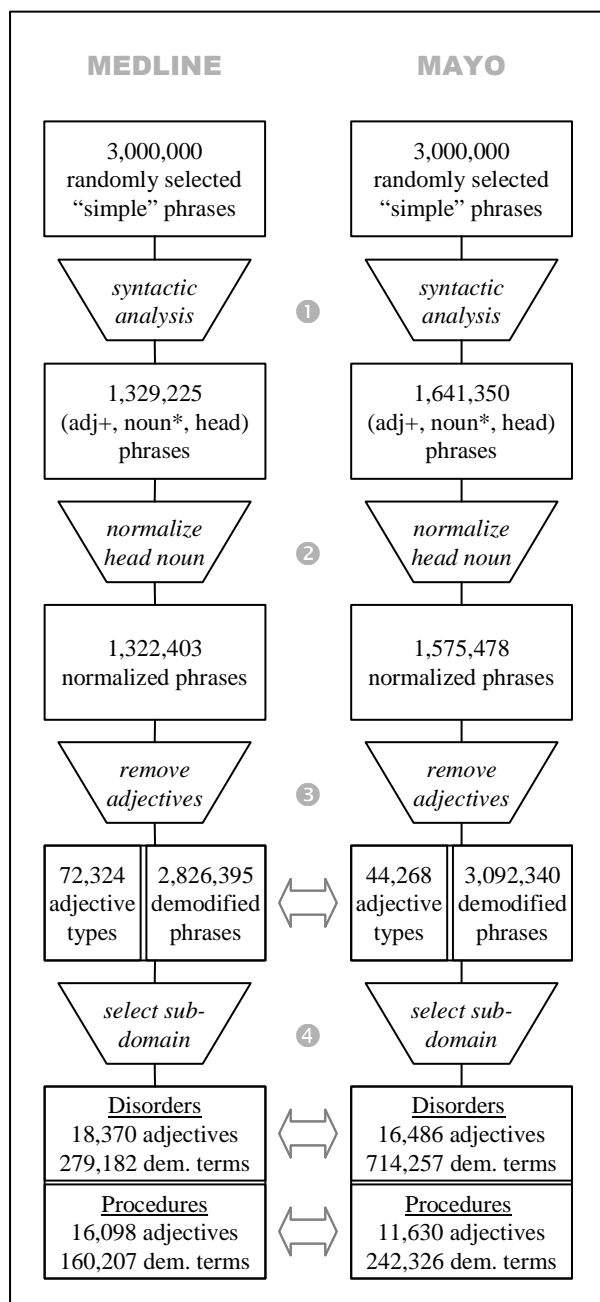 MEDLINE
MAYO
3,000,000
randomly selected
“simple” phrases
3,000,000
randomly selected
“simple” phrases
syntactic
analysis
❶
syntactic
analysis
1,329,225
(adj+, noun*, head)
phrases
1,641,350
(adj+, noun*, head)
phrases
normalize
head noun
❷
normalize
head noun
1,322,403
normalized phrases
1,575,478
normalized phrases
remove
adjectives
❸
remove
adjectives
72,324
adjective
types
2,826,395
demodified
phrases
44,268
adjective
types
3,092,340
demodified
phrases
select sub-
domain
❹
select sub-
domain
Disorders
18,370 adjectives
279,182 dem. terms
Disorders
16,486 adjectives
714,257 dem. terms
Procedures
16,098 adjectives
160,207 dem. terms
Procedures
11,630 adjectives
242,326 dem. terms